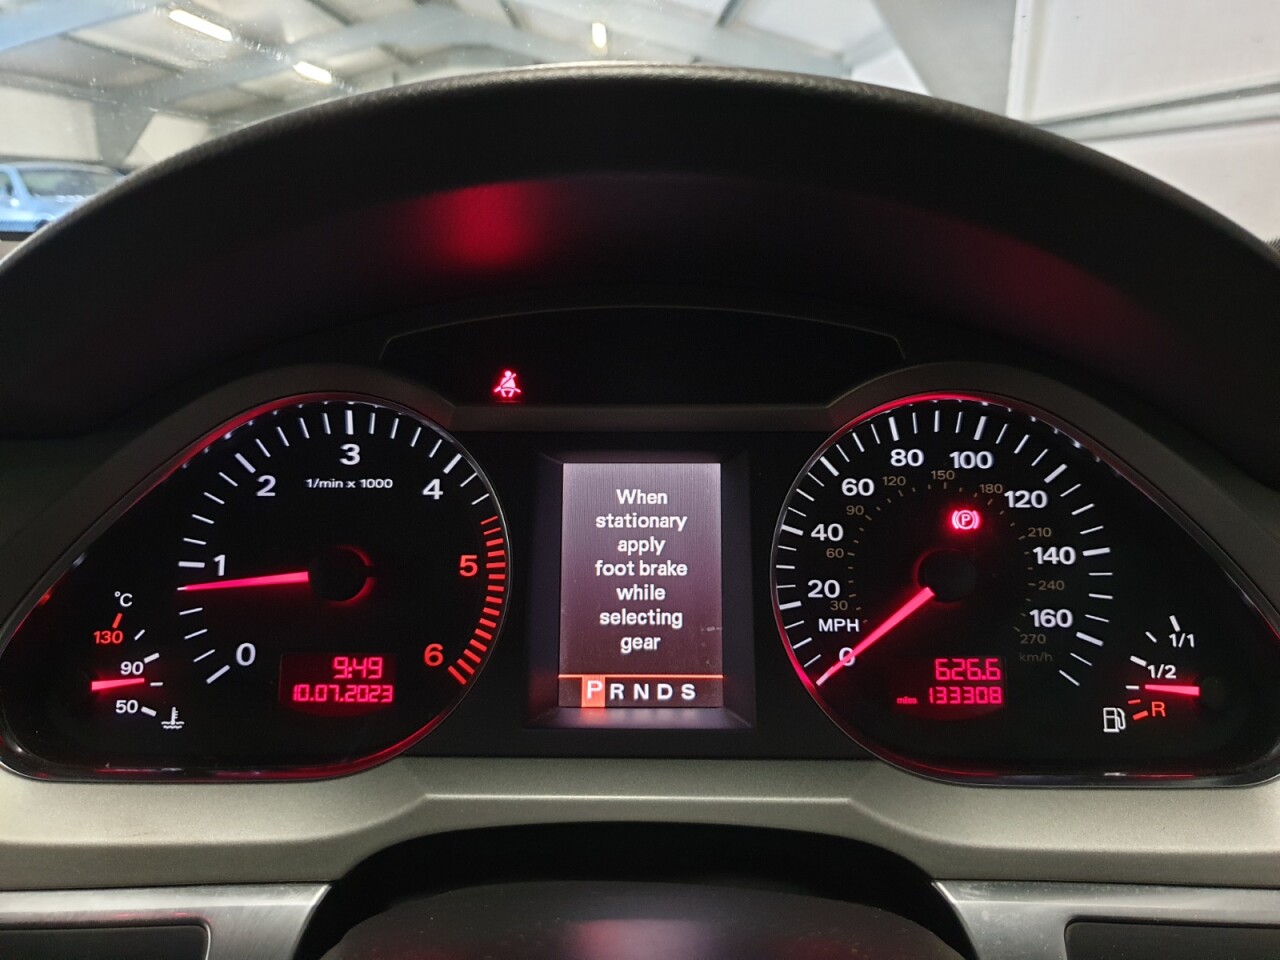 When
stationary
apply
foot brake
while
selecting
gear
P R N D S
0 1 2 3 4 5 6
1/min x 1000
9:49
10.07.2023
°C
130
90
50
0 20 40 60 80 100 120 140 160
MPH
30 60 90 120 150 180 210 240 270
km/h
(P)
626.6
miles 133308
1/1
1/2
R